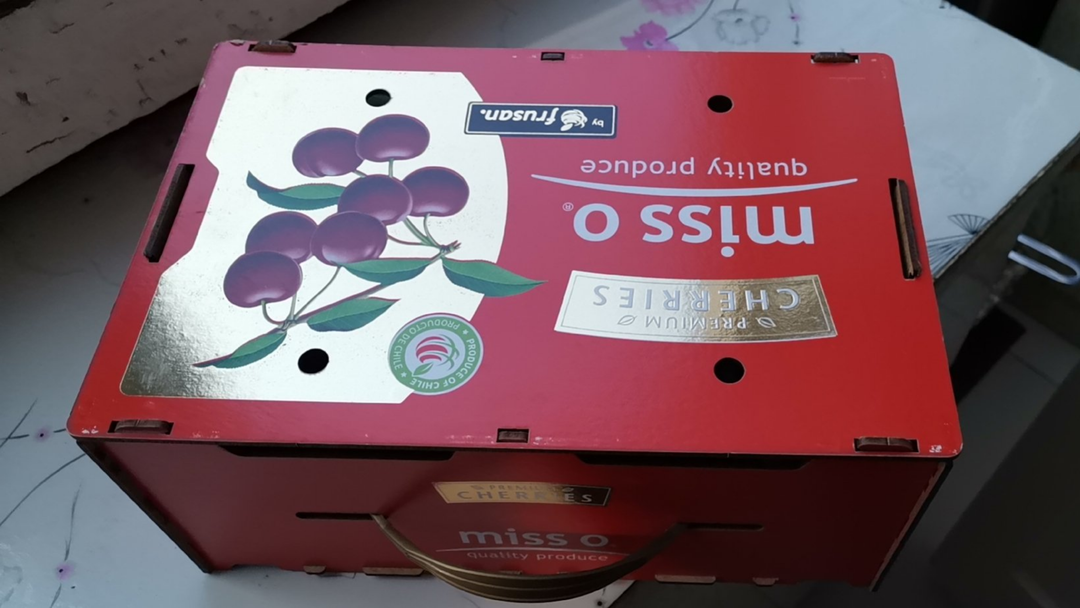 by frusan.
quality produce
miss O®
CHERRIES
PREMIUM
PRODUCE OF CHILE
PRODUCTO DE CHILE
PREMIUM
CHERRIES
miss O.
quality produce